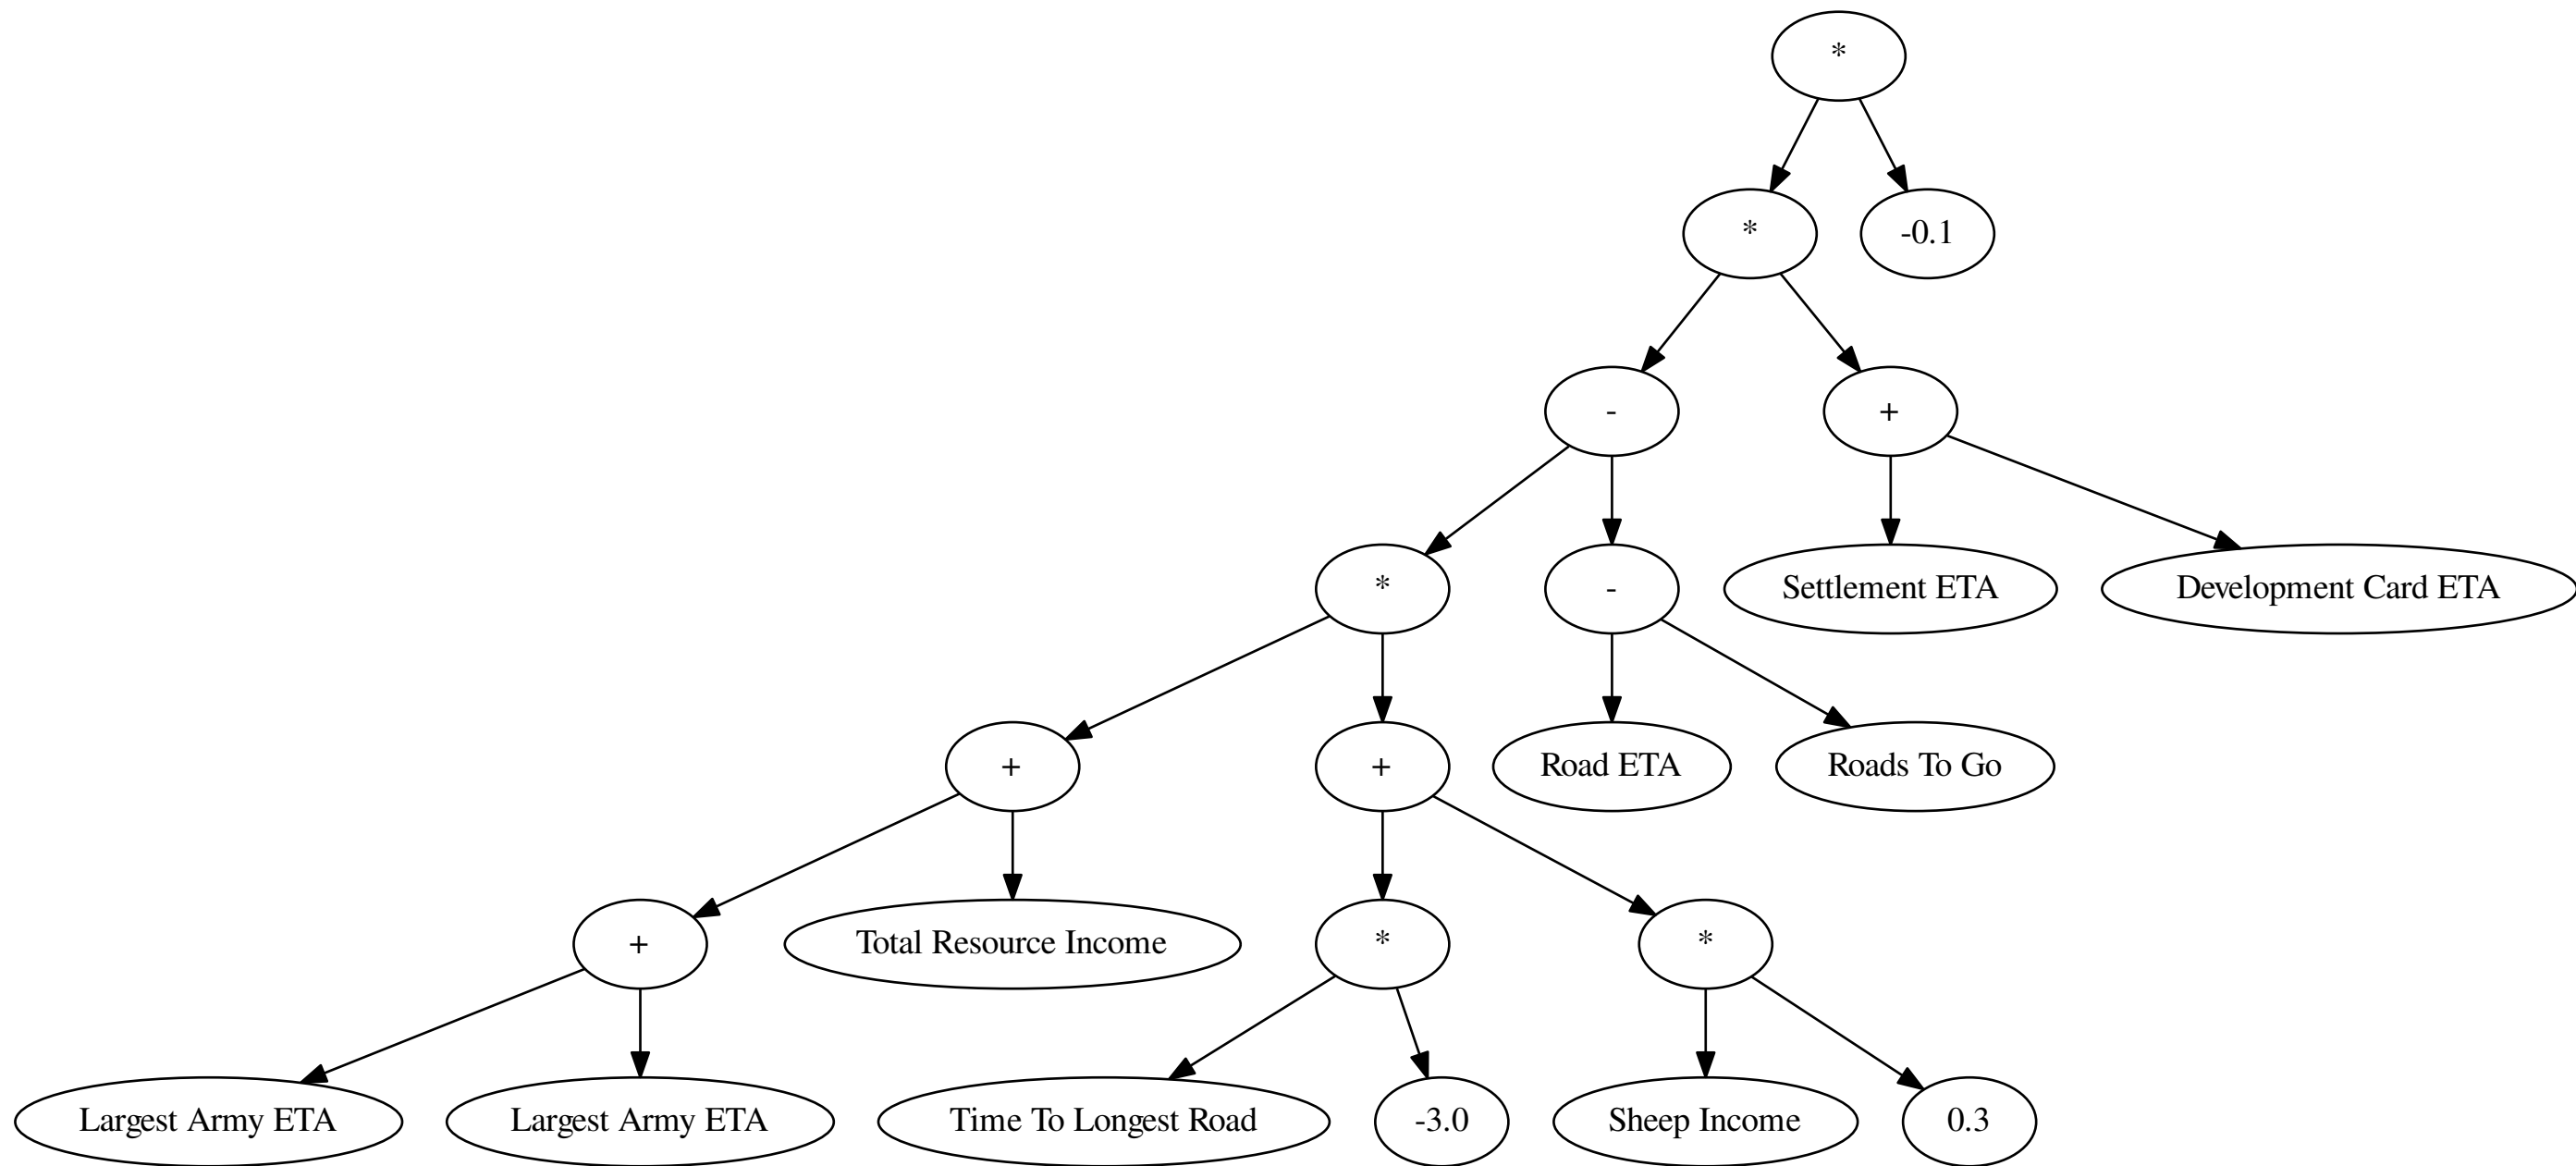 *
*
-0.1
-
+
*
-
Settlement ETA
Development Card ETA
+
+
Road ETA
Roads To Go
+
Total Resource Income
*
*
Largest Army ETA
Largest Army ETA
Time To Longest Road
-3.0
Sheep Income
0.3